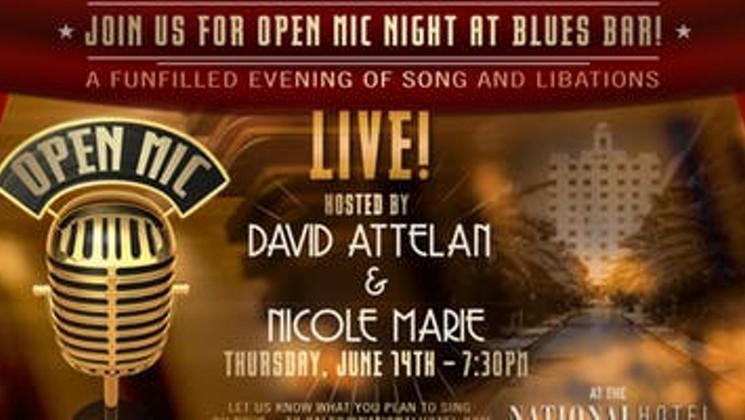 JOIN US FOR OPEN MIC NIGHT AT BLUES BAR!
A FUNFILLED EVENING OF SONG AND LIBATIONS
LIVE!
OPEN MIC
HOSTED BY
DAVID ATTELAN
&
NICOLE MARIE
THURSDAY, JUNE 14TH - 7:30PM
LET US KNOW WHAT YOU PLAN TO SING
AT THE
NATIONAL HOTEL